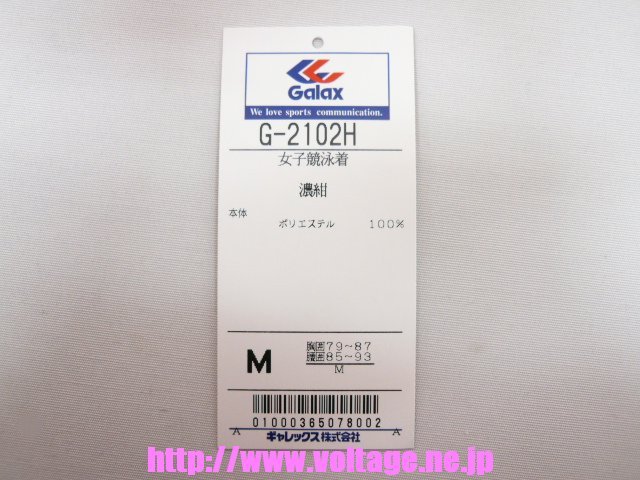 Galax
We love sports communication.
G-2102H
女子競泳着
濃紺
本体
ポリエステル 100%
M
胸囲79~87
腰囲85~93
M
01000365078002
A ギャレックス株式会社 A
http://www.voltage.ne.jp